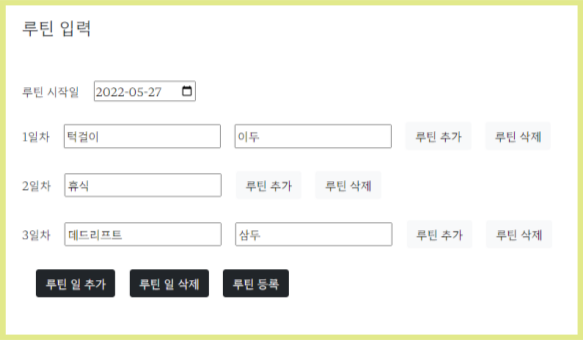 루틴 입력
루틴 시작일 2022-05-27
1일차 턱걸이 이두 루틴 추가 루틴 삭제
2일차 휴식 루틴 추가 루틴 삭제
3일차 데드리프트 삼두 루틴 추가 루틴 삭제
루틴 일 추가 루틴 일 삭제 루틴 등록